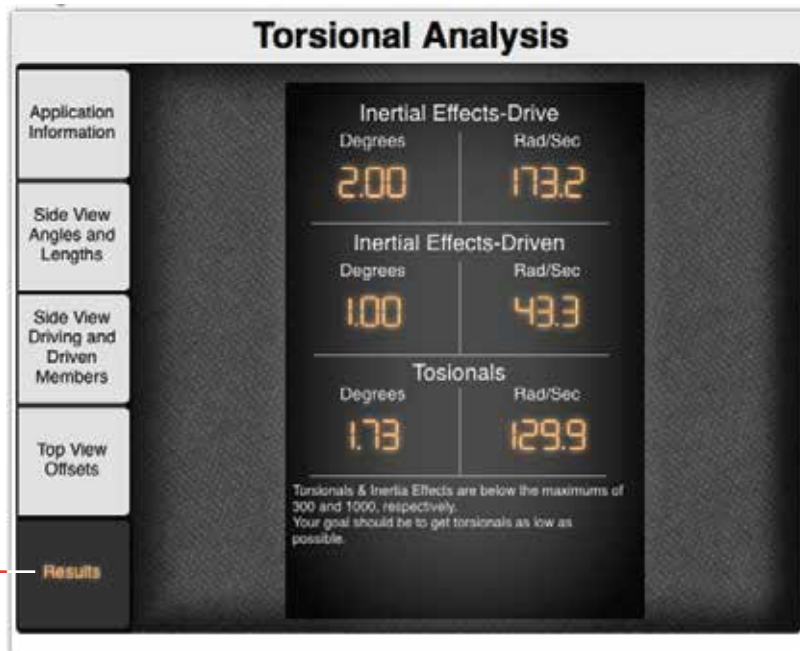 Torsional Analysis
Application
Information
Side View
Angles and
Lengths
Side View
Driving and
Driven
Members
Top View
Offsets
Results
Inertial Effects-Drive
Degrees Rad/Sec
2.00 173.2
Inertial Effects-Driven
Degrees Rad/Sec
1.00 43.3
Tosionals
Degrees Rad/Sec
1.73 129.9
Torsionals & Inertia Effects are below the maximums of
300 and 1000, respectively.
Your goal should be to get torsionals as low as
possible.